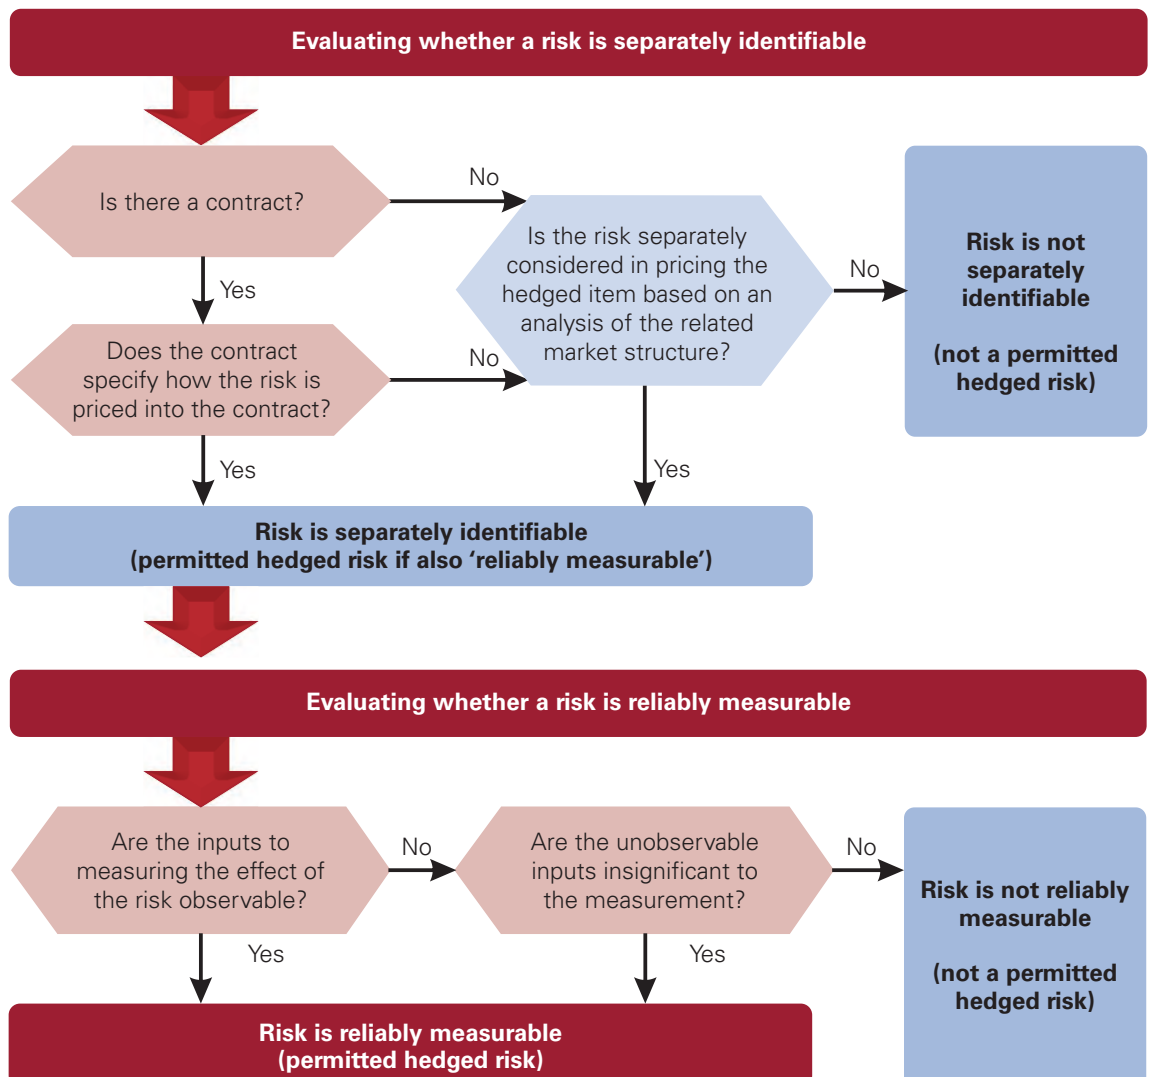 Evaluating whether a risk is separately identifiable
Is there a contract?
No
Yes
Is the risk separately
considered in pricing the
hedged item based on an
analysis of the related
market structure?
No
Risk is not
separately
identifiable
(not a permitted
hedged risk)
Does the contract
specify how the risk is
priced into the contract?
No
Yes
Yes
Risk is separately identifiable
(permitted hedged risk if also ‘reliably measurable’)
Evaluating whether a risk is reliably measurable
Are the inputs to
measuring the effect of
the risk observable?
No
Yes
Are the unobservable
inputs insignificant to
the measurement?
No
Yes
Risk is not reliably
measurable
(not a permitted
hedged risk)
Risk is reliably measurable
(permitted hedged risk)